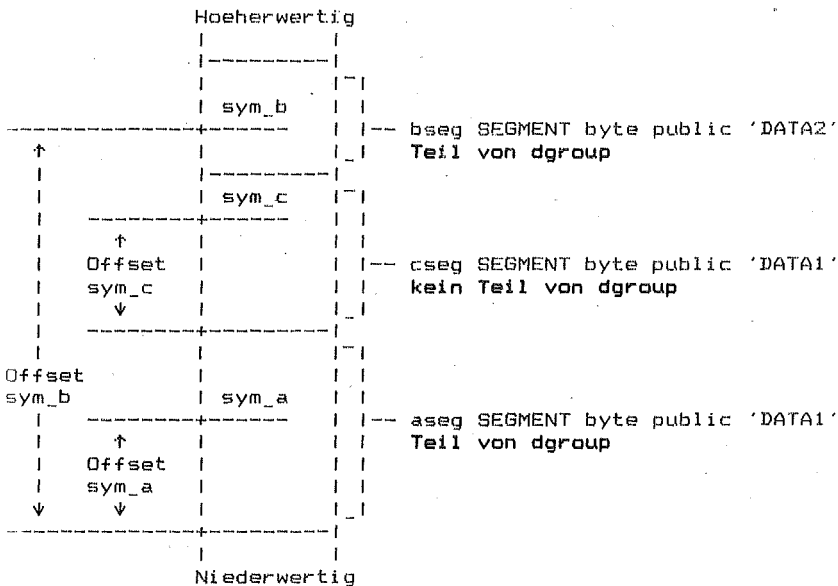 Hoeherwertig
sym_b
bseg SEGMENT byte public 'DATA2'
Teil von dgroup
sym_c
Offset
sym_c
cseg SEGMENT byte public 'DATA1'
kein Teil von dgroup
Offset
sym_b
sym_a
aseg SEGMENT byte public 'DATA1'
Teil von dgroup
Offset
sym_a
Niederwertig